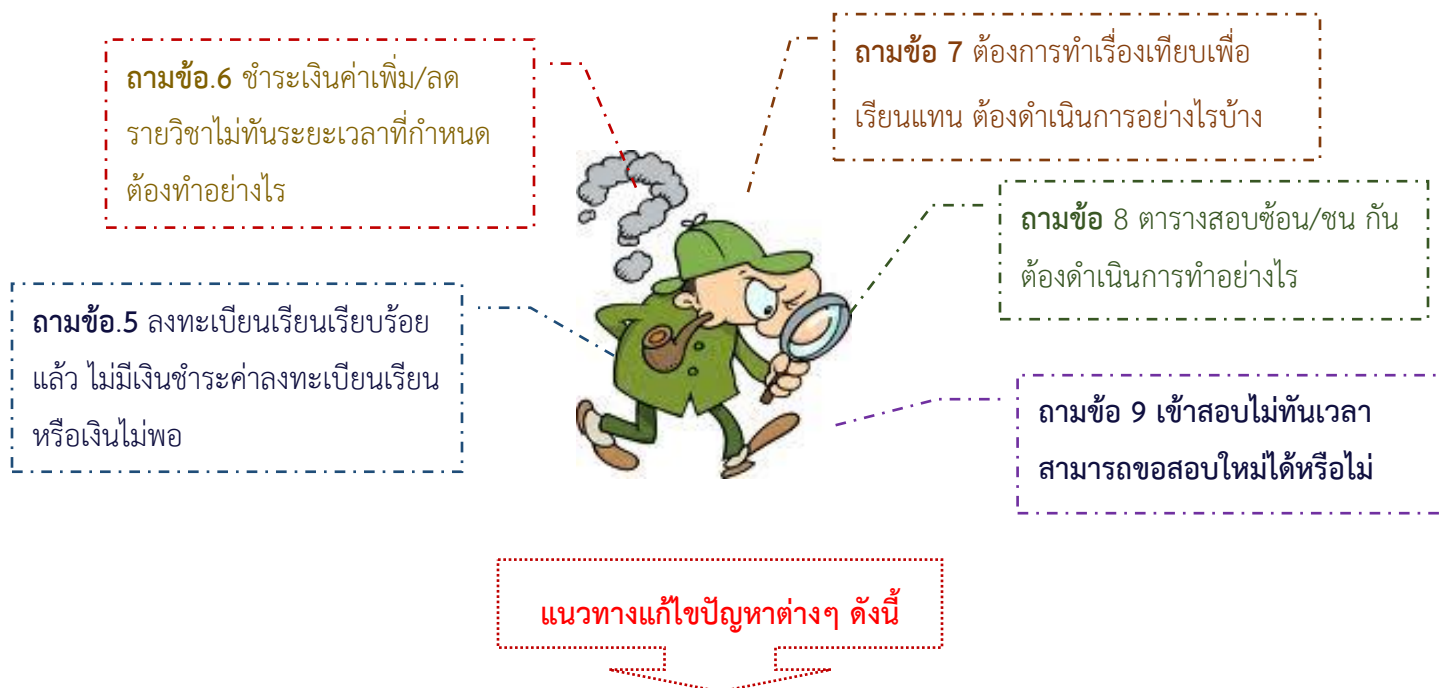 ถามข้อ.6 ชำระเงินค่าเพิ่ม/ลด
รายวิชาไม่ทันระยะเวลาที่กำหนด
ต้องทำอย่างไร
ถามข้อ 7 ต้องการทำเรื่องเทียบเพื่อ
เรียนแทน ต้องดำเนินการอย่างไรบ้าง
ถามข้อ 8 ตารางสอบซ้อน/ชน กัน
ต้องดำเนินการทำอย่างไร
ถามข้อ.5 ลงทะเบียนเรียนเรียบร้อย
แล้ว ไม่มีเงินชำระค่าลงทะเบียนเรียน
หรือเงินไม่พอ
ถามข้อ 9 เข้าสอบไม่ทันเวลา
สามารถขอสอบใหม่ได้หรือไม่
แนวทางแก้ไขปัญหาต่างๆ ดังนี้